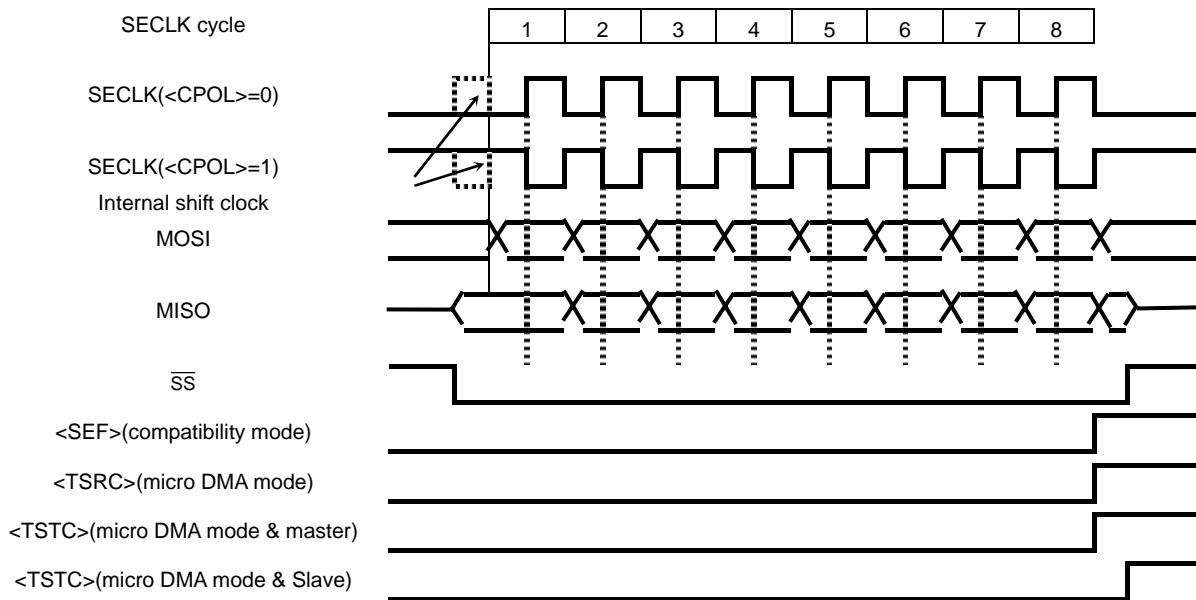 SECLK cycle
1 2 3 4 5 6 7 8
SECLK(<CPOL>=0)
SECLK(<CPOL>=1)
Internal shift clock
MOSI
MISO
SS
<SEF>(compatibility mode)
<TSRC>(micro DMA mode)
<TSTC>(micro DMA mode & master)
<TSTC>(micro DMA mode & Slave)